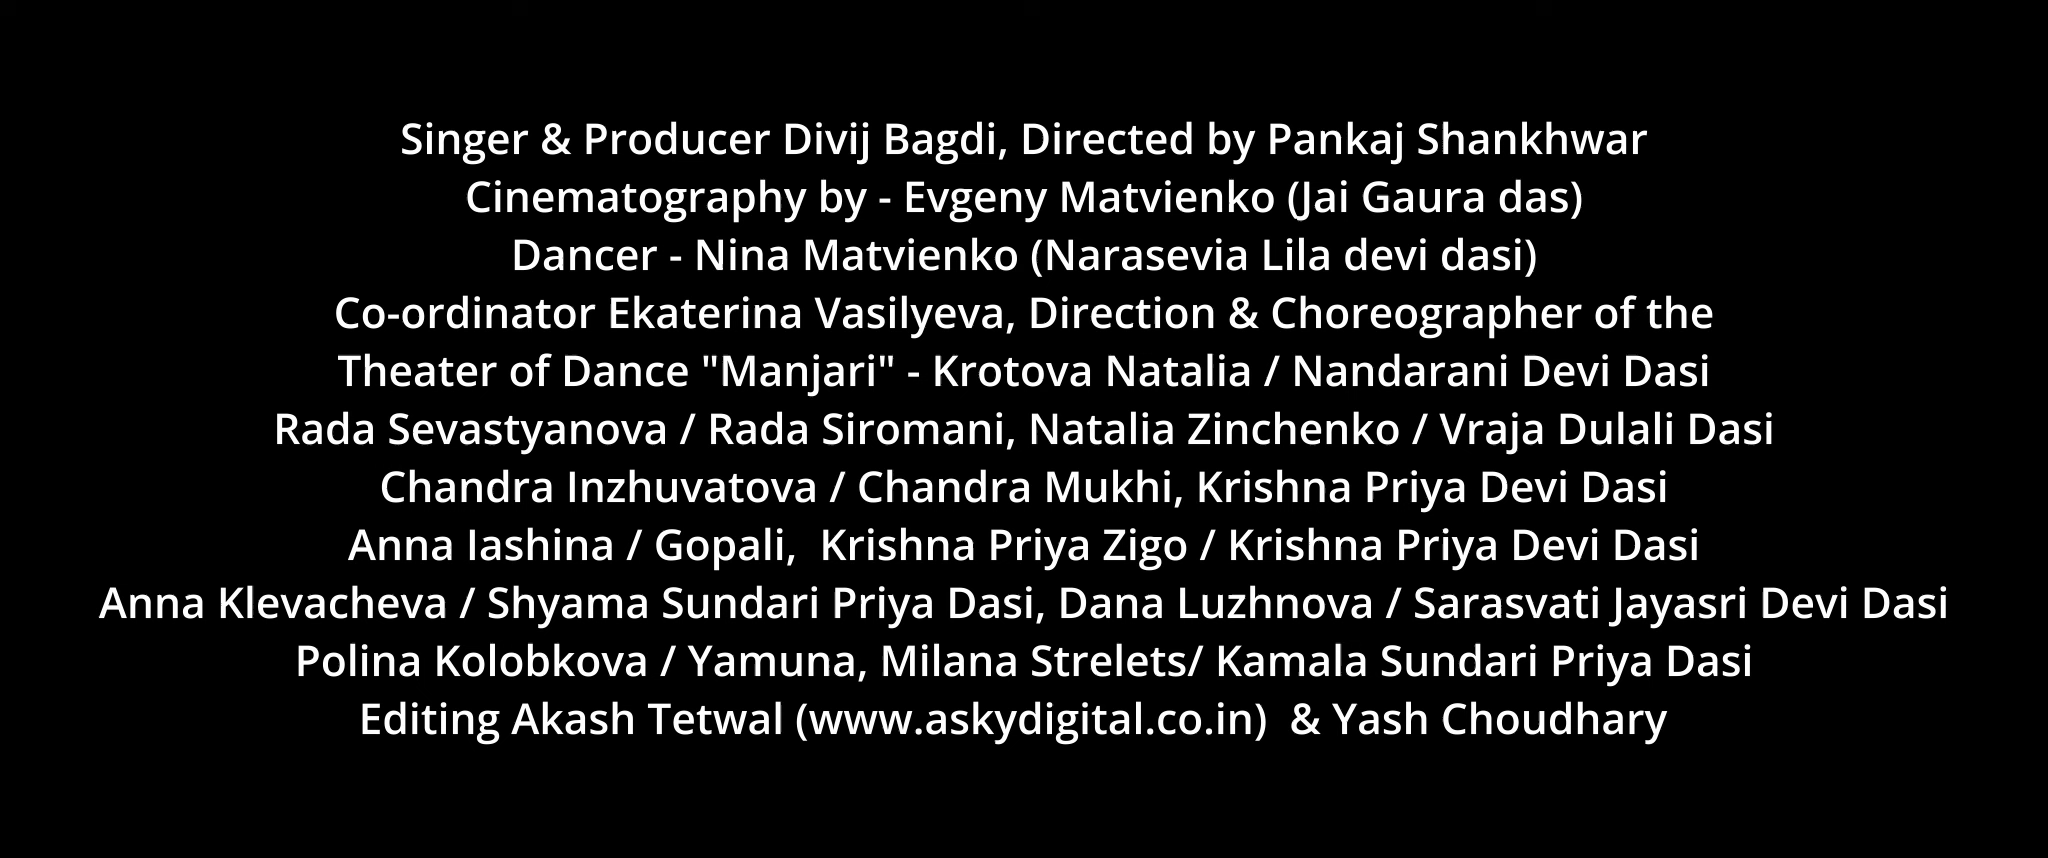 Singer & Producer Divij Bagdi, Directed by Pankaj Shankhwar
Cinematography by - Evgeny Matvienko (Jai Gaura das)
Dancer - Nina Matvienko (Narasevia Lila devi dasi)
Co-ordinator Ekaterina Vasilyeva, Direction & Choreographer of the
Theater of Dance "Manjari" - Krotova Natalia / Nandarani Devi Dasi
Rada Sevastyanova / Rada Siromani, Natalia Zinchenko / Vraja Dulali Dasi
Chandra Inzhuvatova / Chandra Mukhi, Krishna Priya Devi Dasi
Anna Iashina / Gopali,  Krishna Priya Zigo / Krishna Priya Devi Dasi
Anna Klevacheva / Shyama Sundari Priya Dasi, Dana Luzhnova / Sarasvati Jayasri Devi Dasi
Polina Kolobkova / Yamuna, Milana Strelets/ Kamala Sundari Priya Dasi
Editing Akash Tetwal (www.askydigital.co.in)  & Yash Choudhary